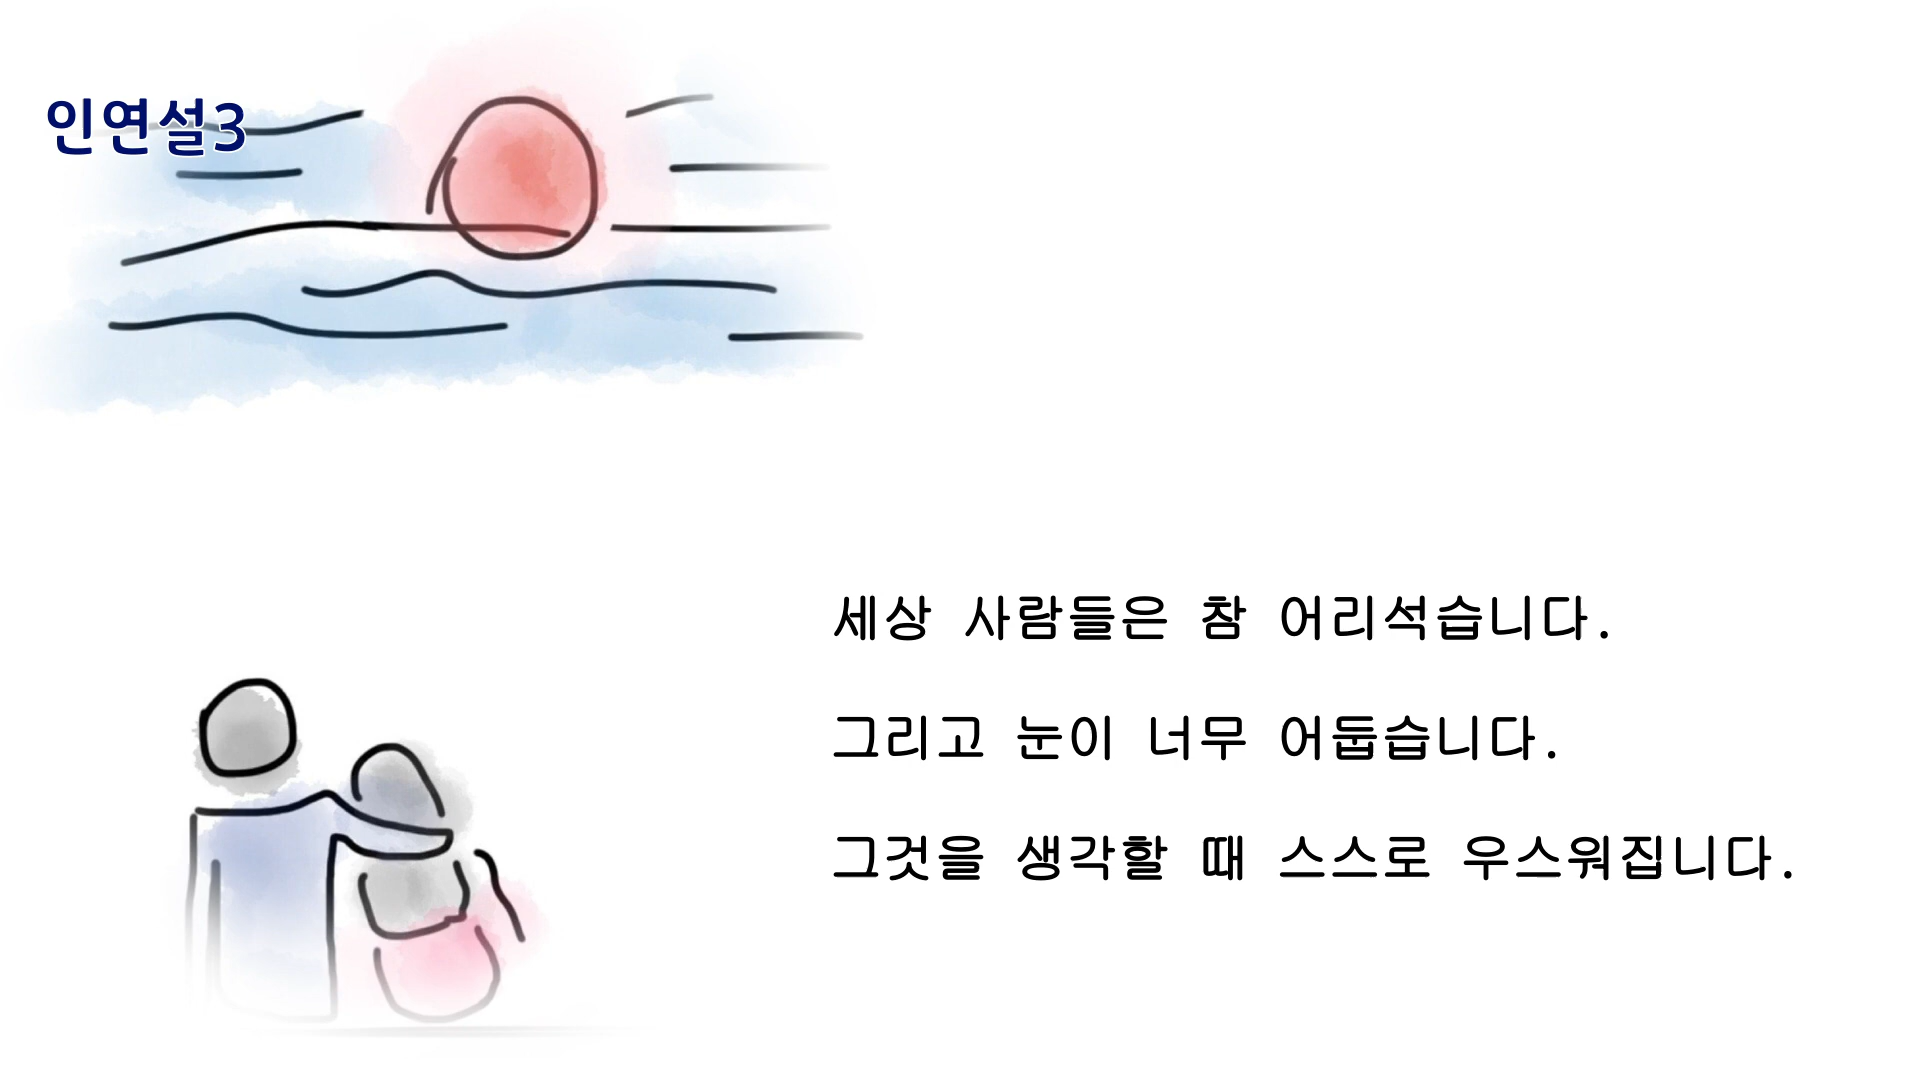 인연설3
세상 사람들은 참 어리석습니다.
그리고 눈이 너무 어둡습니다.
그것을 생각할 때 스스로 우스워집니다.